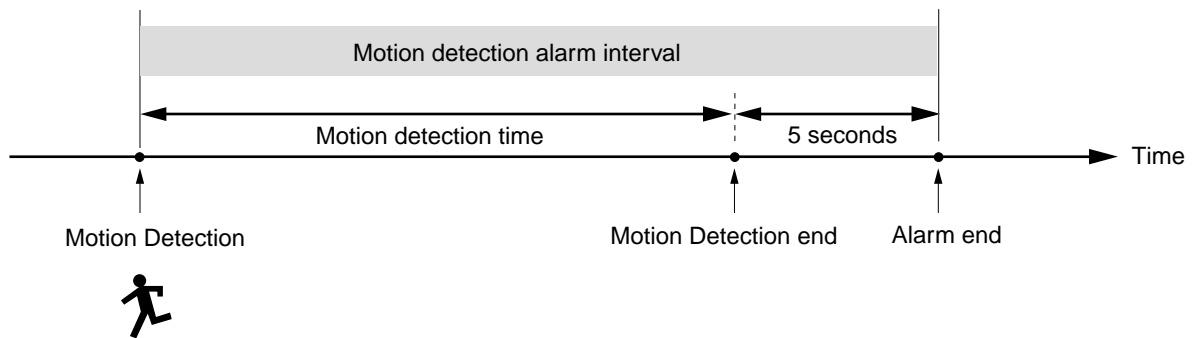 Motion detection alarm interval
Motion detection time
5 seconds
Time
Motion Detection
Motion Detection end
Alarm end